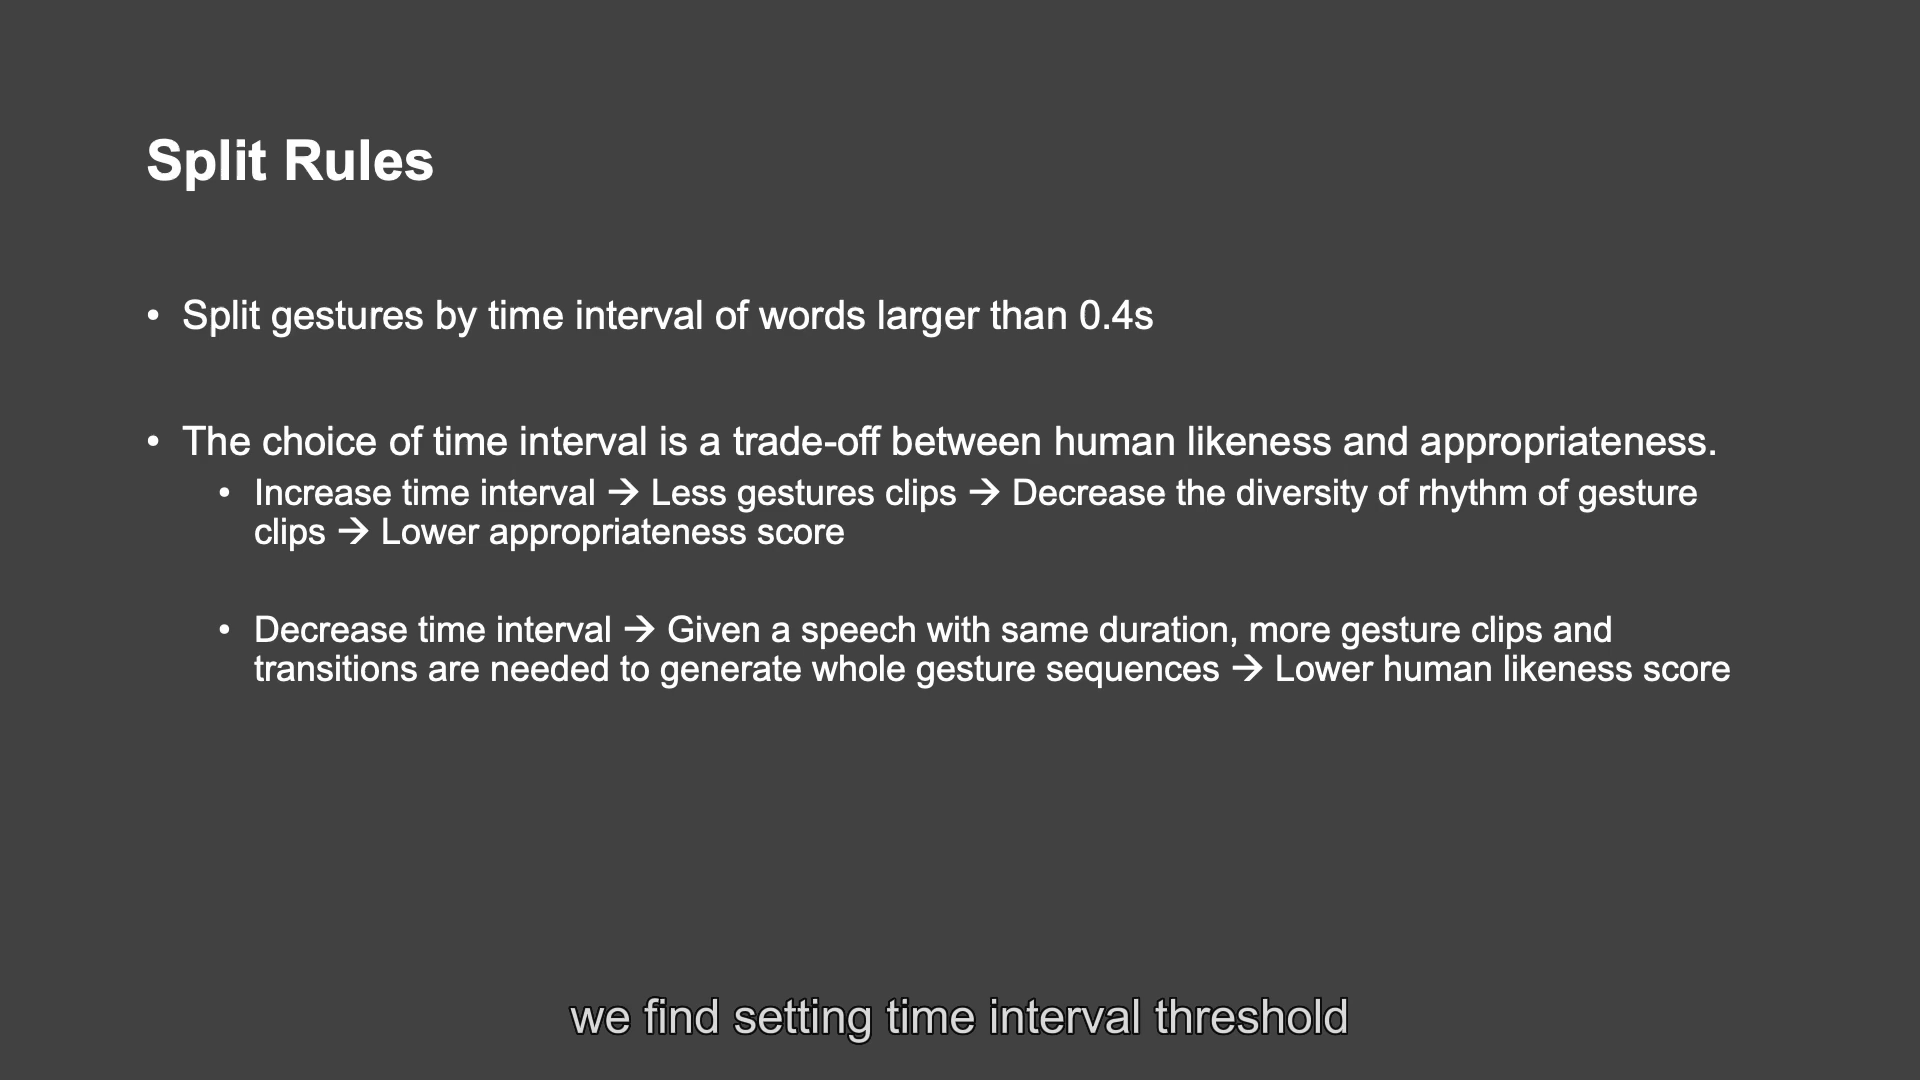 Split Rules
• Split gestures by time interval of words larger than 0.4s
• The choice of time interval is a trade-off between human likeness and appropriateness.
• Increase time interval → Less gestures clips → Decrease the diversity of rhythm of gesture
clips → Lower appropriateness score
• Decrease time interval → Given a speech with same duration, more gesture clips and
transitions are needed to generate whole gesture sequences → Lower human likeness score
we find setting time interval threshold